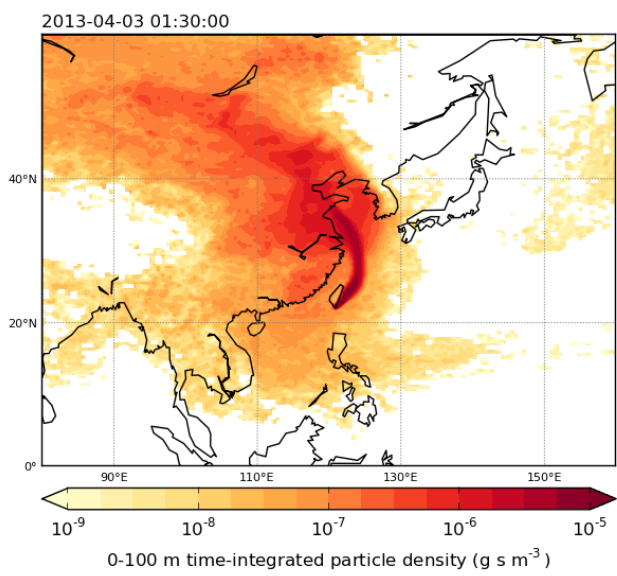 2013-04-03 01:30:00
40°N
20°N
0°
90°E 110°E 130°E 150°E
10⁻⁹ 10⁻⁸ 10⁻⁷ 10⁻⁶ 10⁻⁵
0-100 m time-integrated particle density (g s m⁻³ )